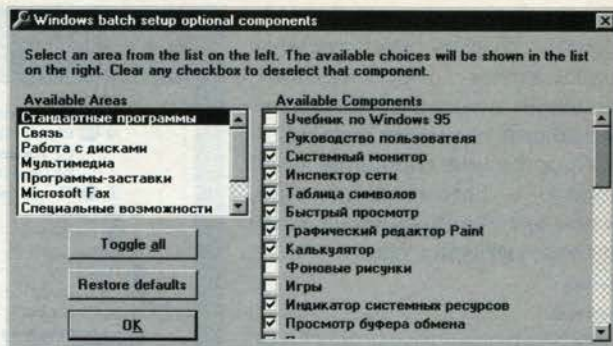 Windows batch setup optional components
Select an area from the list on the left. The available choices will be shown in the list
on the right. Clear any checkbox to deselect that component.
Available Areas
Стандартные программы
Связь
Работа с дисками
Мультимедиа
Программы-заставки
Microsoft Fax
Специальные возможности
Toggle all
Restore defaults
OK
Available Components
Учебник по Windows 95
Руководство пользователя
Системный монитор
Инспектор сети
Таблица символов
Быстрый просмотр
Графический редактор Paint
Калькулятор
Фоновые рисунки
Игры
Индикатор системных ресурсов
Просмотр буфера обмена